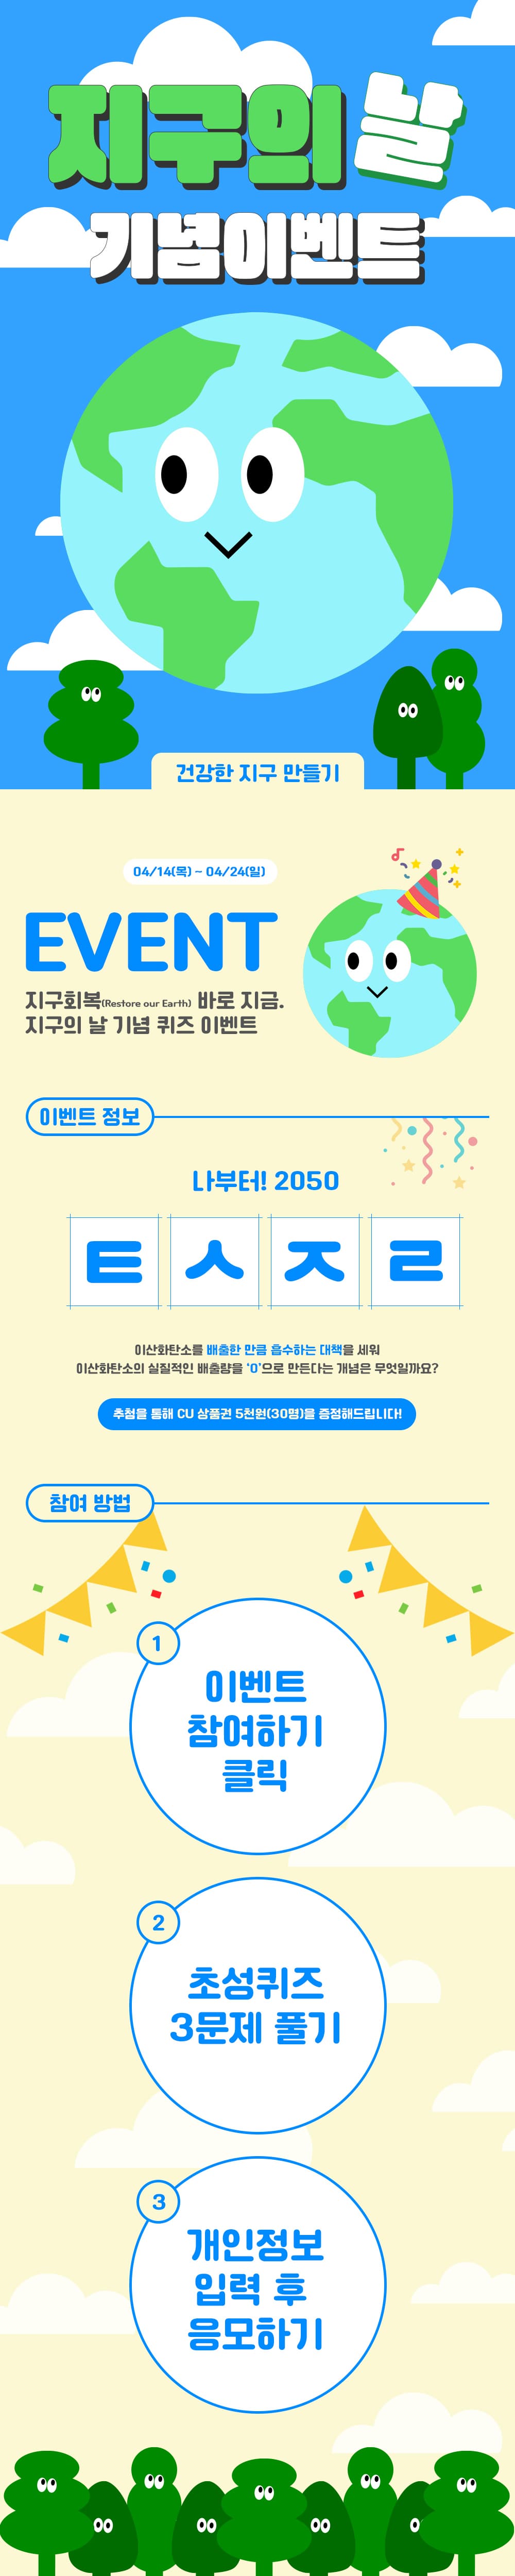 지구의 날
기념이벤트
건강한 지구 만들기
04/14(목) ~ 04/24(일)
EVENT
지구회복(Restore our Earth) 바로 지금.
지구의 날 기념 퀴즈 이벤트
이벤트 정보
나부터! 2050
ㅌ ㅅ ㅈ ㄹ
이산화탄소를 배출한 만큼 흡수하는 대책을 세워
이산화탄소의 실질적인 배출량을 '0'으로 만든다는 개념은 무엇일까요?
추첨을 통해 CU 상품권 5천원(30명)을 증정해드립니다!
참여 방법
1
이벤트
참여하기
클릭
2
초성퀴즈
3문제 풀기
3
개인정보
입력 후
응모하기